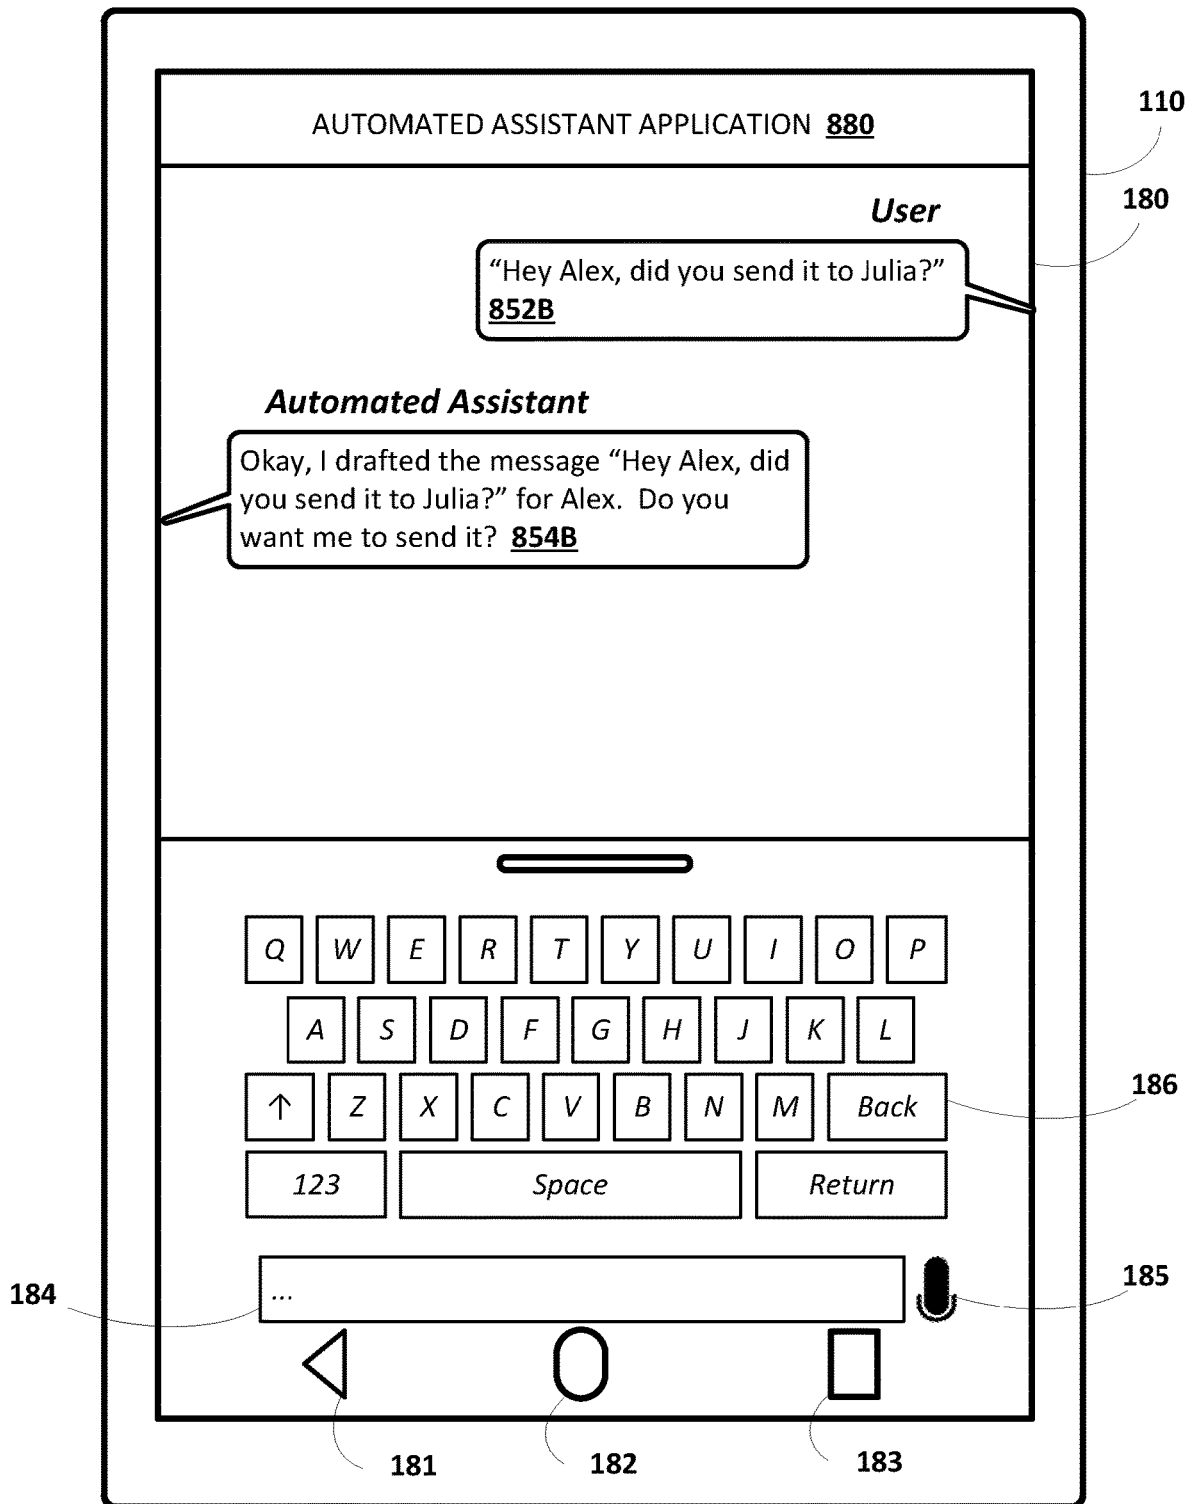 AUTOMATED ASSISTANT APPLICATION 880
110
180
User
“Hey Alex, did you send it to Julia?”
852B
Automated Assistant
Okay, I drafted the message “Hey Alex, did
you send it to Julia?” for Alex. Do you
want me to send it? 854B
Q W E R T Y U I O P
A S D F G H J K L
↑ Z X C V B N M Back
186
123 Space Return
184
...
185
181
182
183